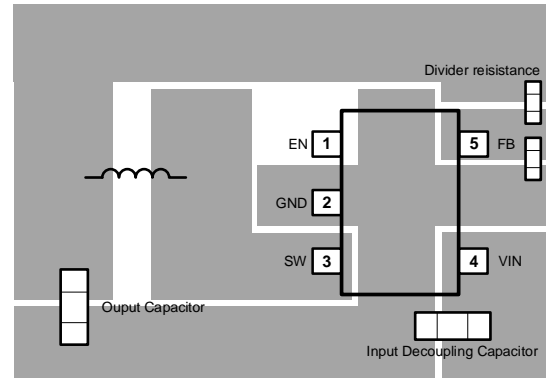 Divider reisistance
EN 1
5 FB
GND 2
SW 3
4 VIN
Ouput Capacitor
Input Decoupling Capacitor